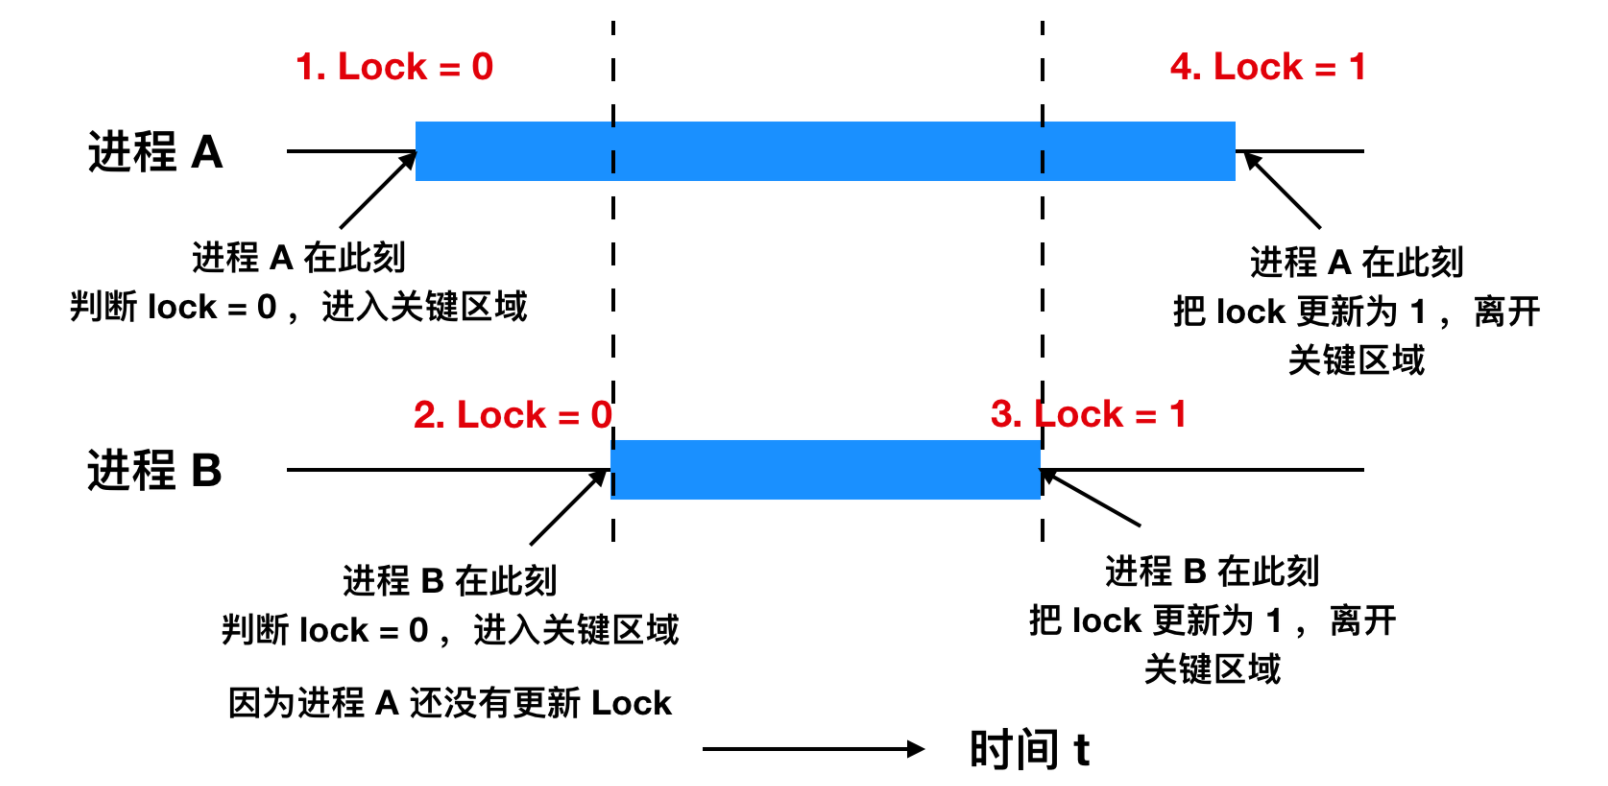 1. Lock = 0
4. Lock = 1
进程 A
进程 A 在此刻
判断 lock = 0 ，进入关键区域
进程 A 在此刻
把 lock 更新为 1 ，离开
关键区域
2. Lock = 0
3. Lock = 1
进程 B
进程 B 在此刻
判断 lock = 0 ，进入关键区域
因为进程 A 还没有更新 Lock
进程 B 在此刻
把 lock 更新为 1 ，离开
关键区域
时间 t